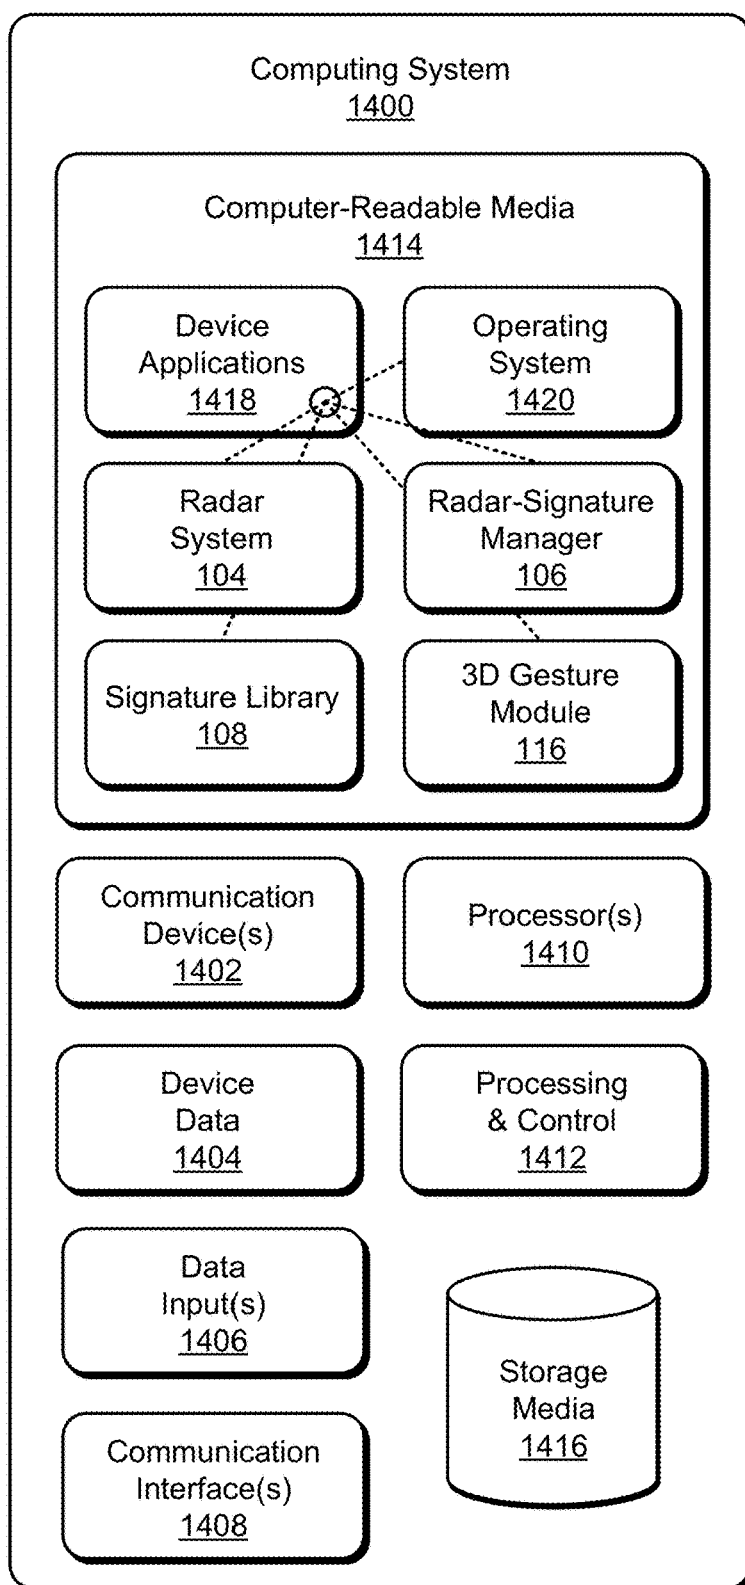 Computing System
1400
Computer-Readable Media
1414
Device
Applications
1418
Operating
System
1420
Radar
System
104
Radar-Signature
Manager
106
Signature Library
108
3D Gesture
Module
116
Communication
Device(s)
1402
Processor(s)
1410
Device
Data
1404
Processing
& Control
1412
Data
Input(s)
1406
Storage
Media
1416
Communication
Interface(s)
1408